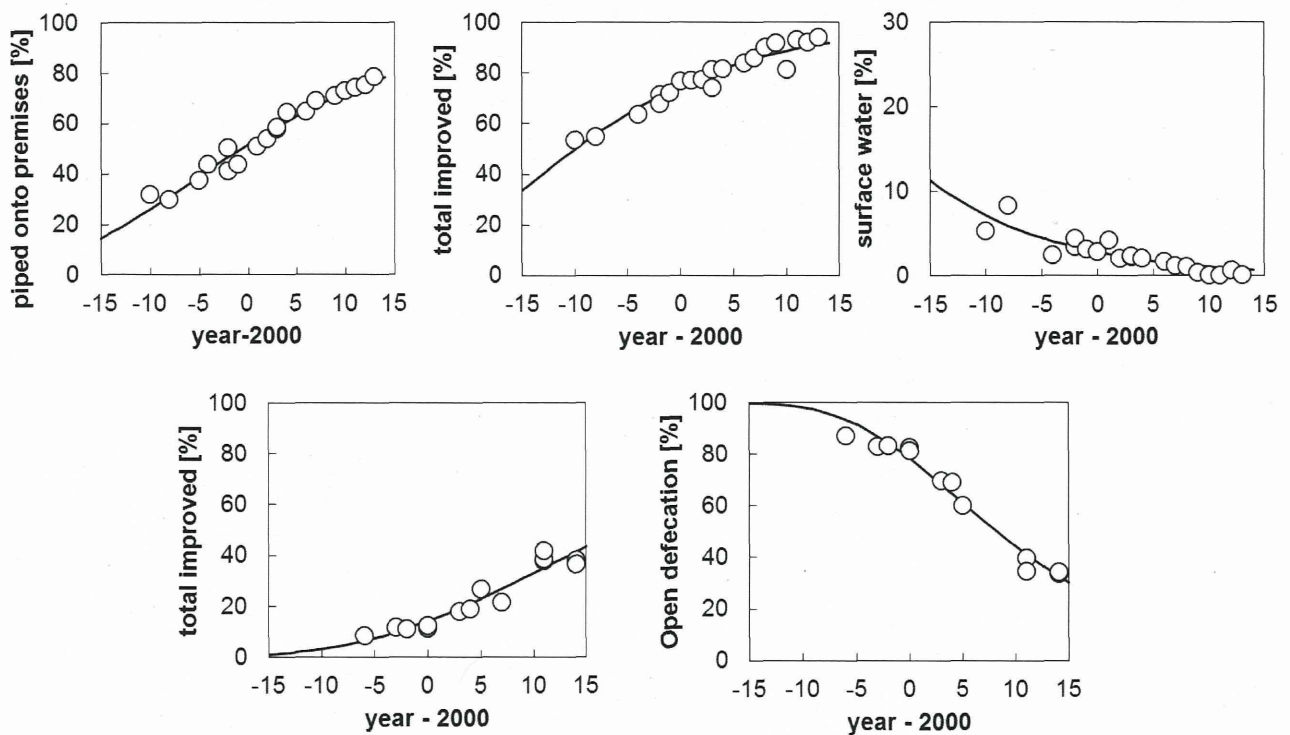 piped onto premises [%]
100
80
60
40
20
0
-15 -10 -5 0 5 10 15
year-2000
total improved [%]
100
80
60
40
20
0
-15 -10 -5 0 5 10 15
year - 2000
surface water [%]
30
20
10
0
-15 -10 -5 0 5 10 15
year - 2000
total improved [%]
100
80
60
40
20
0
-15 -10 -5 0 5 10 15
year - 2000
Open defecation [%]
100
80
60
40
20
0
-15 -10 -5 0 5 10 15
year - 2000